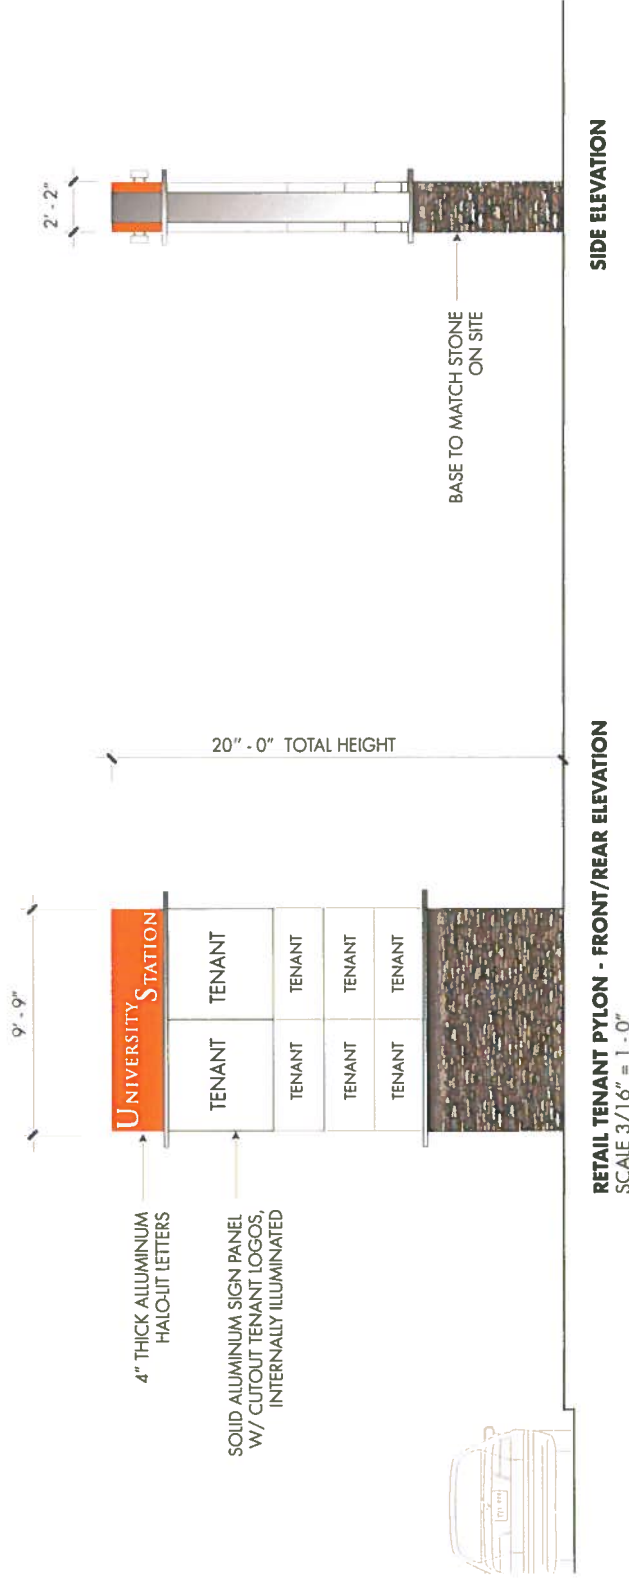 9' - 9"
UNIVERSITY
STATION
TENANT TENANT
TENANT TENANT
TENANT TENANT
TENANT TENANT
4" THICK ALLUMINUM
HALO-LIT LETTERS
SOLID ALUMINUM SIGN PANEL
W/ CUTOUT TENANT LOGOS,
INTERNALLY ILLUMINATED
20" - 0" TOTAL HEIGHT
RETAIL TENANT PYLON - FRONT/REAR ELEVATION
SCALE 3/16" = 1 - 0"
2' - 2"
BASE TO MATCH STONE
ON SITE
SIDE ELEVATION